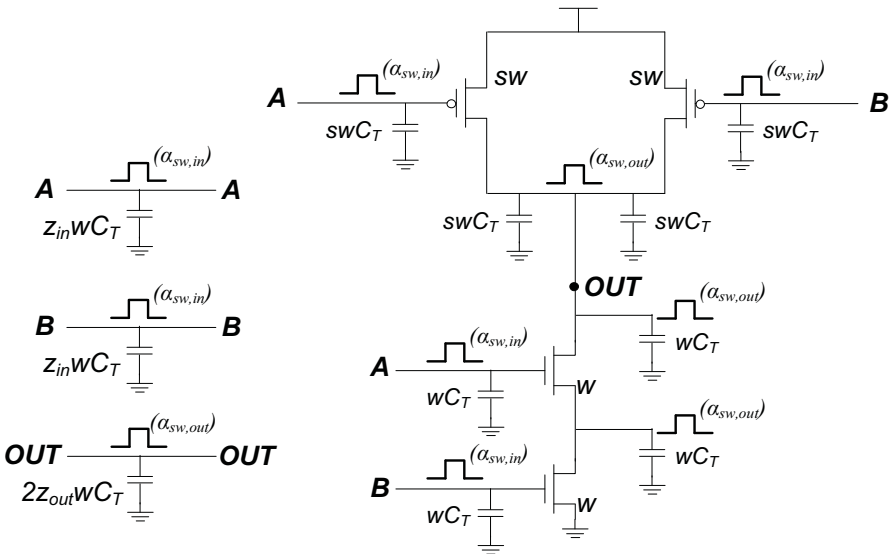 A (α_sw,in) A
z_in wC_T
B (α_sw,in) B
z_in wC_T
OUT (α_sw,out) OUT
2z_out wC_T
A (α_sw,in) sw
swC_T
sw (α_sw,in) B
swC_T
(α_sw,out)
swC_T swC_T
OUT
(α_sw,out)
wC_T
A (α_sw,in) w
wC_T
(α_sw,out)
wC_T
B (α_sw,in) w
wC_T